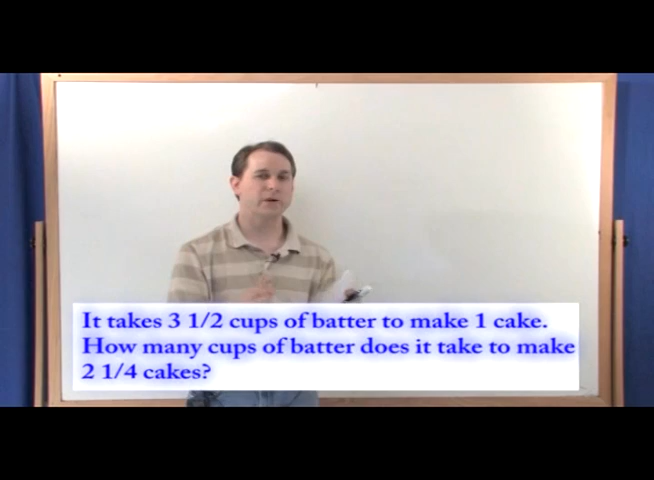 It takes 3 1/2 cups of batter to make 1 cake.
How many cups of batter does it take to make
2 1/4 cakes?